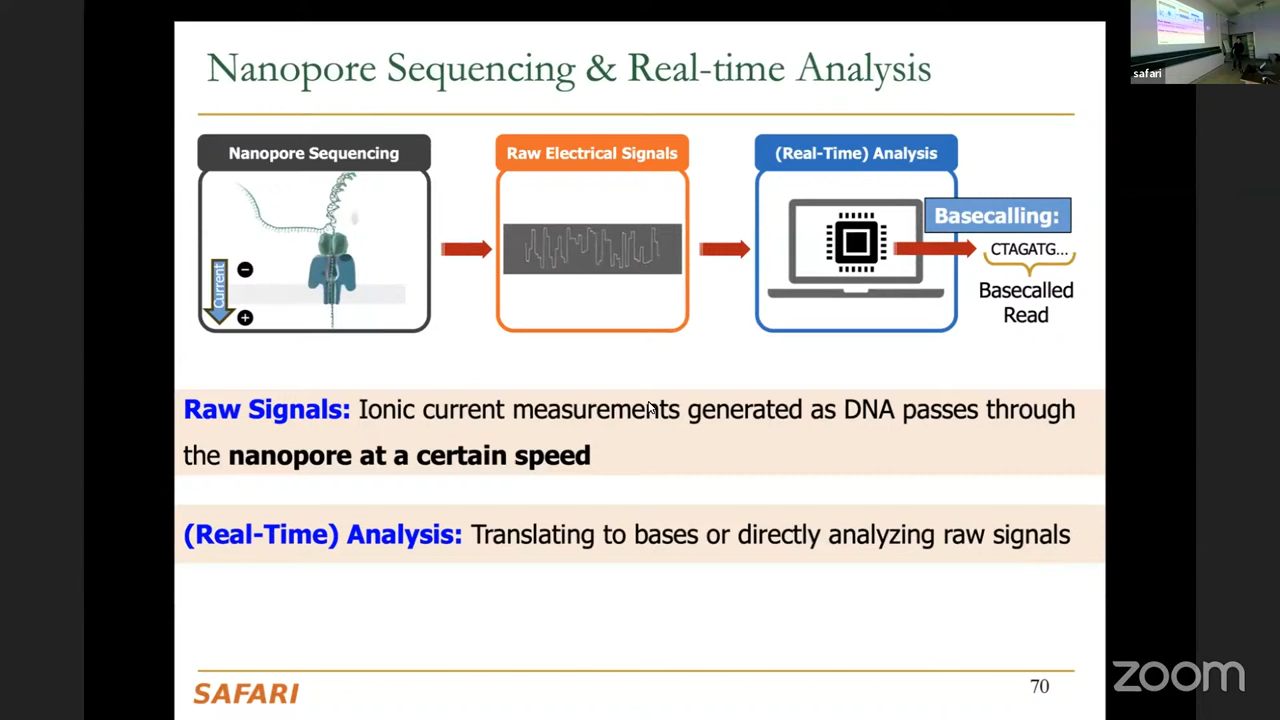 safari
Nanopore Sequencing & Real-time Analysis
Nanopore Sequencing
Raw Electrical Signals
(Real-Time) Analysis
Current
−
+
Basecalling:
CTAGATG...
Basecalled
Read
Raw Signals: Ionic current measurements generated as DNA passes through
the nanopore at a certain speed
(Real-Time) Analysis: Translating to bases or directly analyzing raw signals
SAFARI
70
zoom